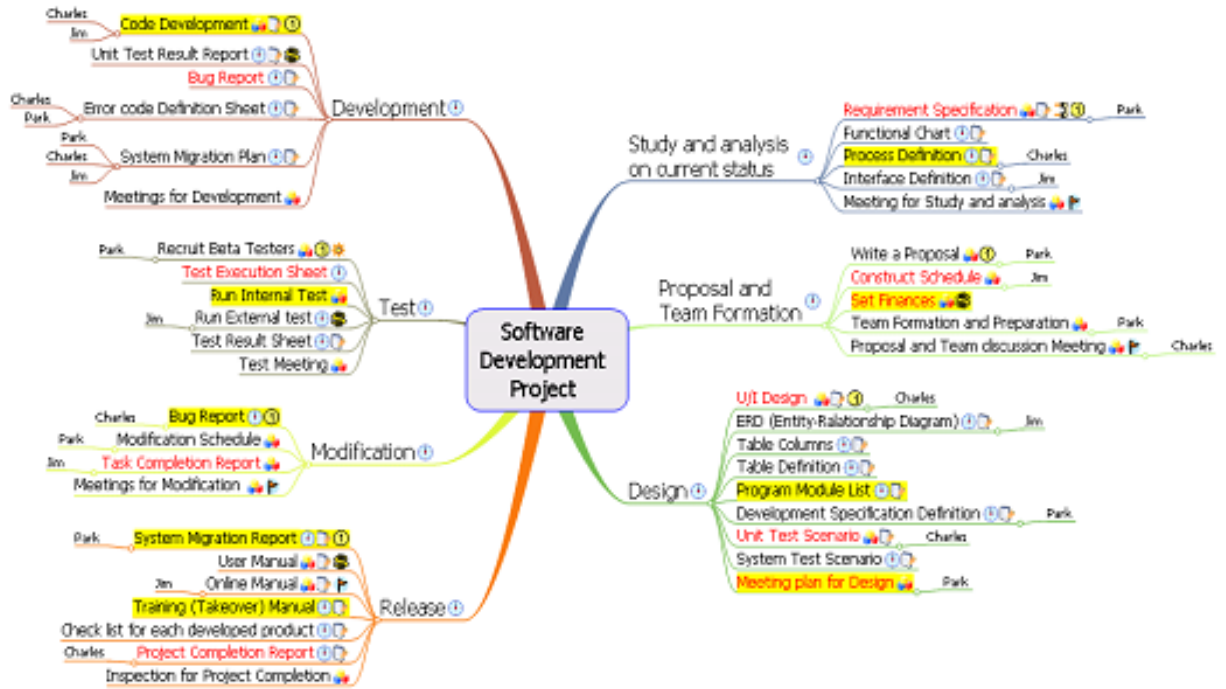 Software
Development
Project
Development
Code Development
Charles
Jim
Unit Test Result Report
Bug Report
Error code Definition Sheet
Charles
Park
System Migration Plan
Park
Charles
Jim
Meetings for Development
Test
Recruit Beta Testers
Park
Test Execution Sheet
Run Internal Test
Run External test
Jim
Test Result Sheet
Test Meeting
Modification
Bug Report
Charles
Modification Schedule
Park
Task Completion Report
Jim
Meetings for Modification
Release
System Migration Report
Park
User Manual
Online Manual
Jim
Training (Takeover) Manual
Check list for each developed product
Project Completion Report
Charles
Inspection for Project Completion
Study and analysis
on current status
Requirement Specification
Park
Functional Chart
Process Definition
Charles
Interface Definition
Jim
Meeting for Study and analysis
Proposal and
Team Formation
Write a Proposal
Park
Construct Schedule
Jim
Set Finances
Team Formation and Preparation
Park
Proposal and Team discussion Meeting
Charles
Design
U/I Design
Charles
ERD (Entity-Ralationship Diagram)
Jim
Table Columns
Table Definition
Program Module List
Development Specification Definition
Park
Unit Test Scenario
Charles
System Test Scenario
Meeting plan for Design
Park